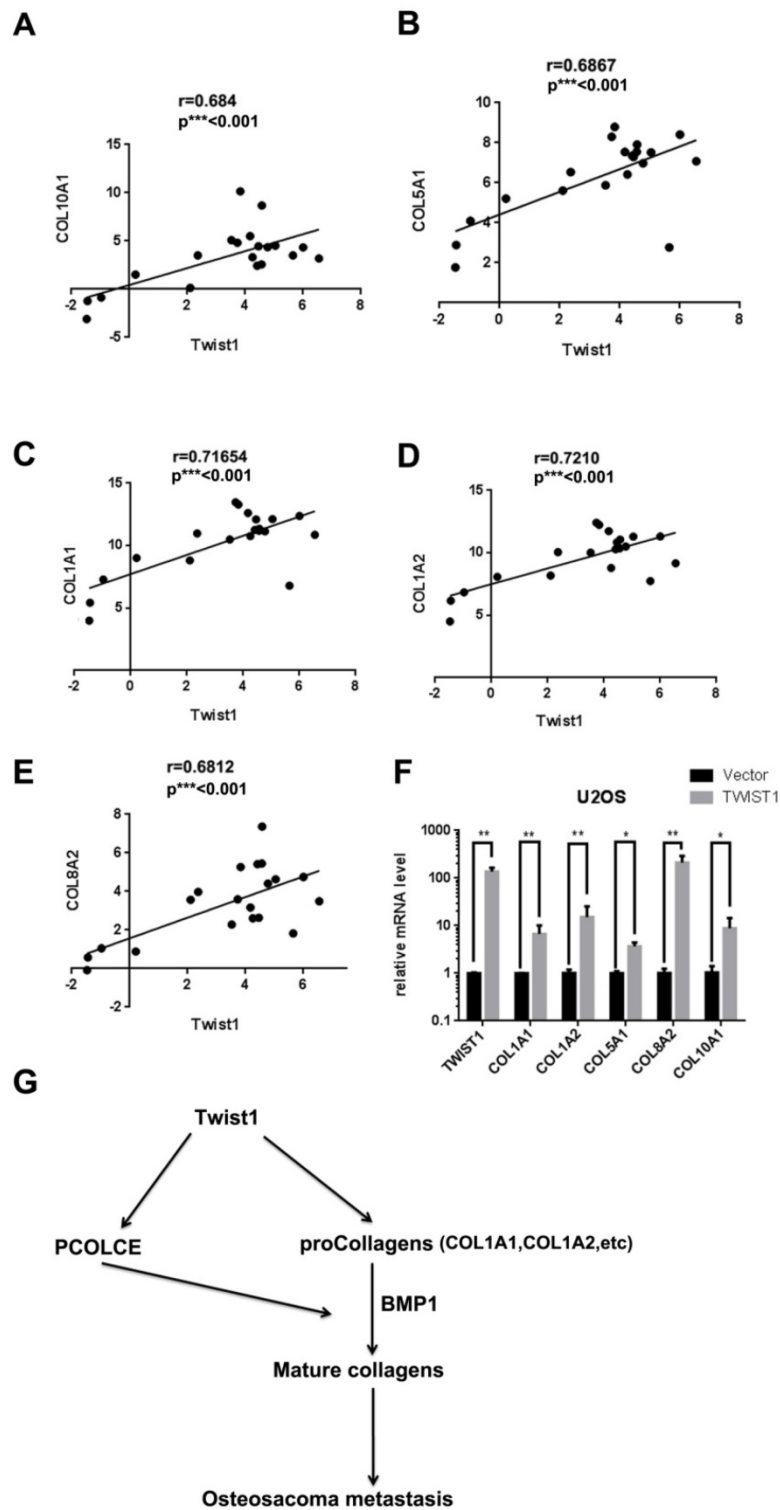 A
r=0.684
p***<0.001
COL10A1
15
10
5
-5
-2
2
4
6
8
Twist1
B
r=0.6867
p***<0.001
COL5A1
10
8
6
4
2
-2
0
2
4
6
8
Twist1
C
r=0.71654
p***<0.001
COL1A1
15
10
5
-2
0
2
4
6
8
Twist1
D
r=0.7210
p***<0.001
COL1A2
15
10
5
-2
0
2
4
6
8
Twist1
E
r=0.6812
p***<0.001
COL8A2
8
6
4
2
-2
-2
2
4
6
Twist1
F
Vector
TWIST1
U2OS
relative mRNA level
1000
100
10
1
0.1
** ** ** * ** *
TWIST1
COL1A1
COL1A2
COL5A1
COL8A2
COL10A1
G
Twist1
PCOLCE
proCollagens (COL1A1,COL1A2,etc)
BMP1
Mature collagens
Osteosacoma metastasis